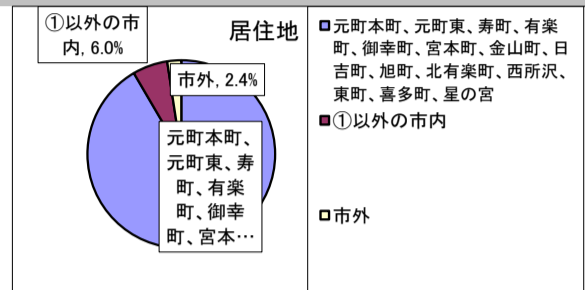 ①以外の市
内, 6.0%
居住地
市外, 2.4%
元町本町、
元町東、寿
町、有楽
町、御幸
町、宮本…
元町本町、元町東、寿町、有楽
町、御幸町、宮本町、金山町、日
吉町、旭町、北有楽町、西所沢、
東町、喜多町、星の宮
①以外の市内
市外